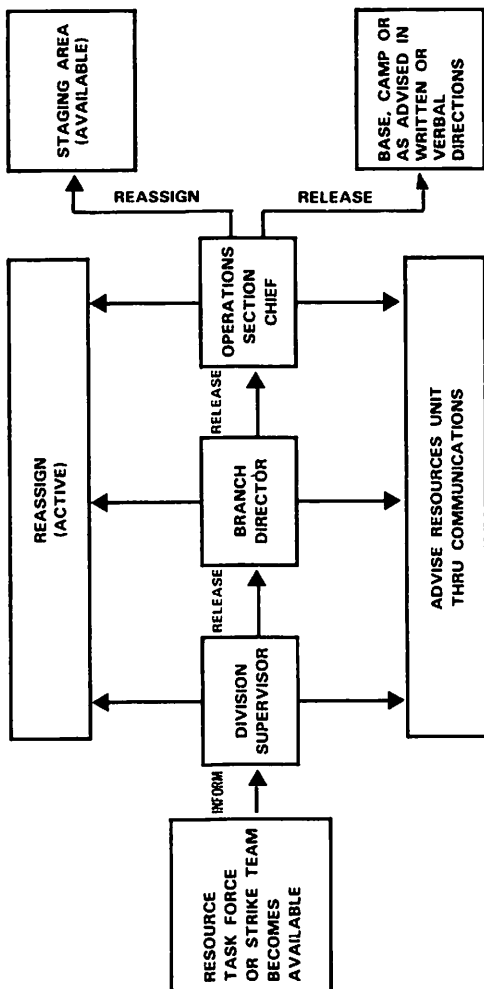 RESOURCE
TASK FORCE
OR STRIKE TEAM
BECOMES
AVAILABLE
INFORM
DIVISION
SUPERVISOR
RELEASE
BRANCH
DIRECTOR
RELEASE
OPERATIONS
SECTION
CHIEF
REASSIGN
(ACTIVE)
ADVISE RESOURCES UNIT
THRU COMMUNICATIONS
REASSIGN
STAGING AREA
(AVAILABLE)
RELEASE
BASE, CAMP OR
AS ADVISED IN
WRITTEN OR
VERBAL
DIRECTIONS